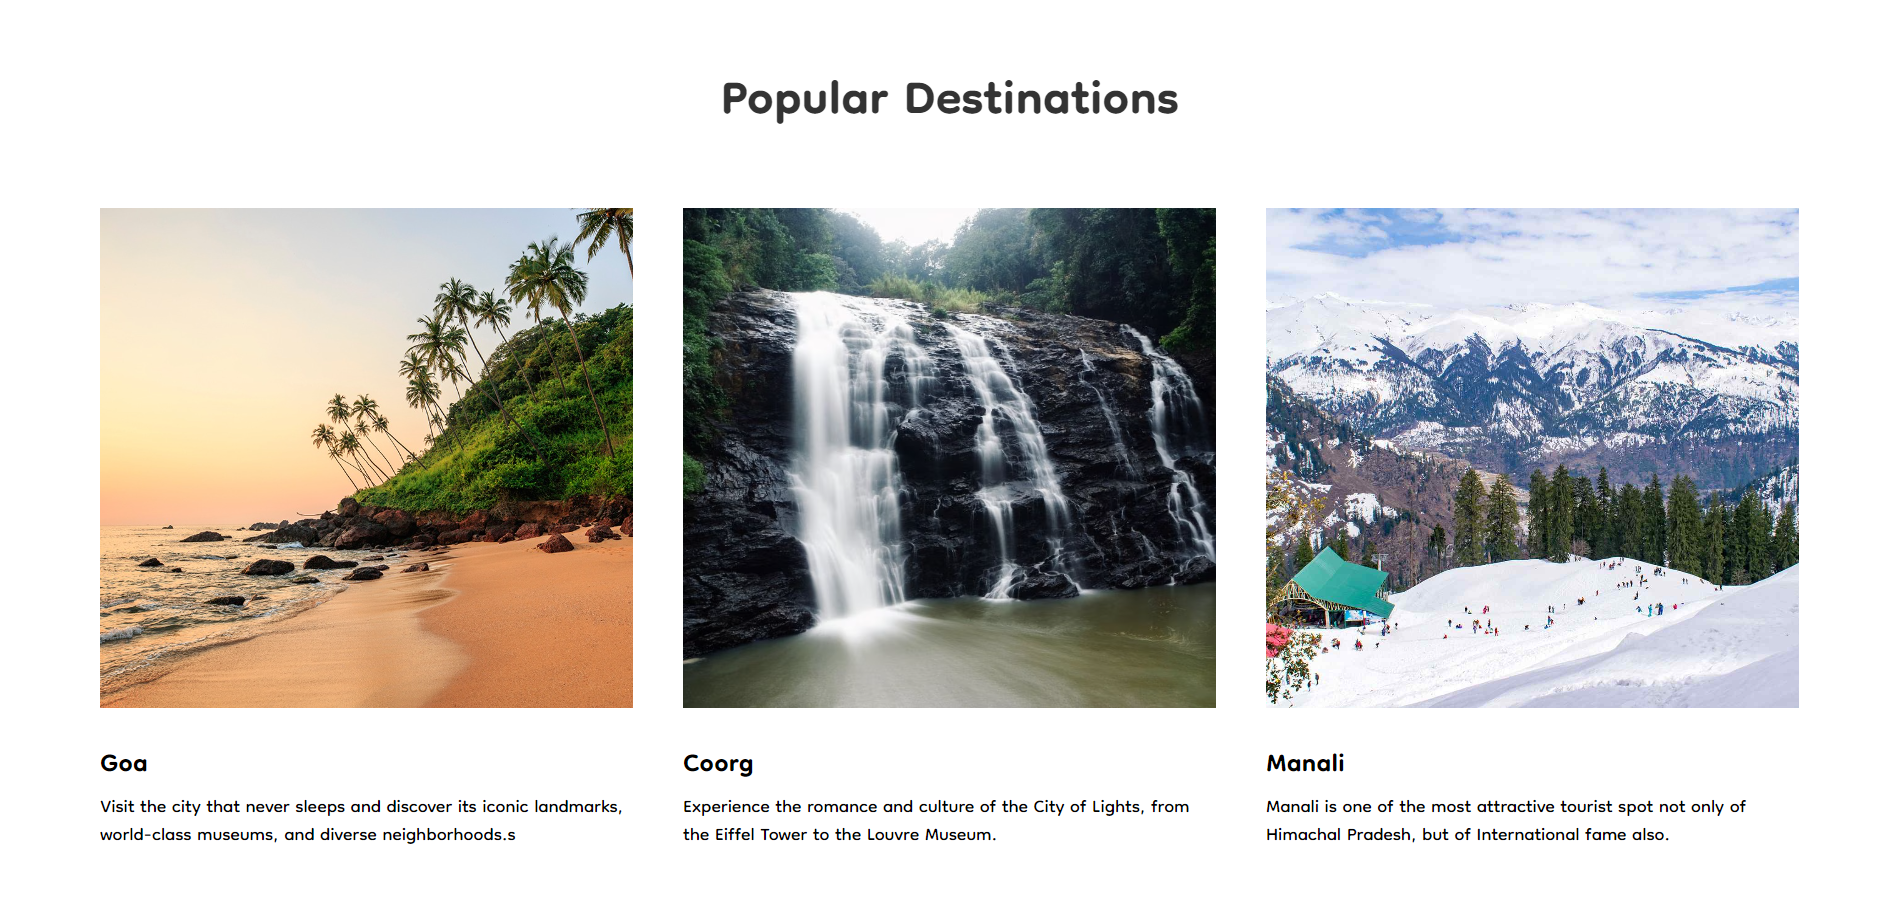 Popular Destinations
Goa
Visit the city that never sleeps and discover its iconic landmarks,
world-class museums, and diverse neighborhoods.s
Coorg
Experience the romance and culture of the City of Lights, from
the Eiffel Tower to the Louvre Museum.
Manali
Manali is one of the most attractive tourist spot not only of
Himachal Pradesh, but of International fame also.